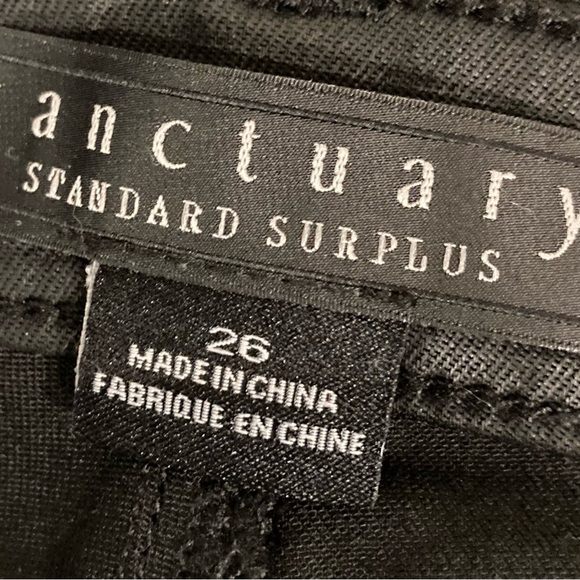 anctuary
STANDARD SURPLUS
26
MADE IN CHINA
FABRIQUE EN CHINE